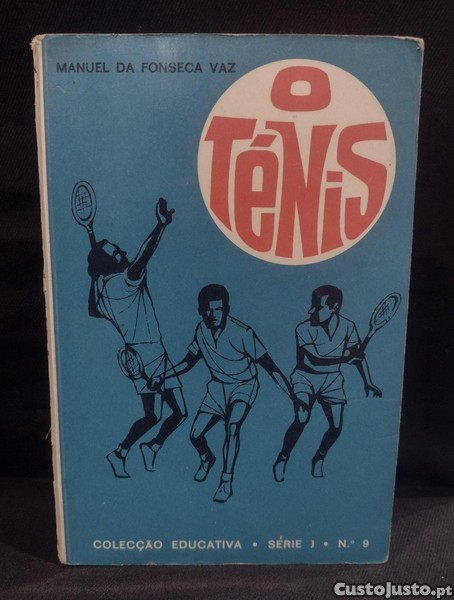 MANUEL DA FONSECA VAZ
O
TÉNIS
COLECÇÃO EDUCATIVA • SÉRIE J • N.º 9
CustoJusto.pt